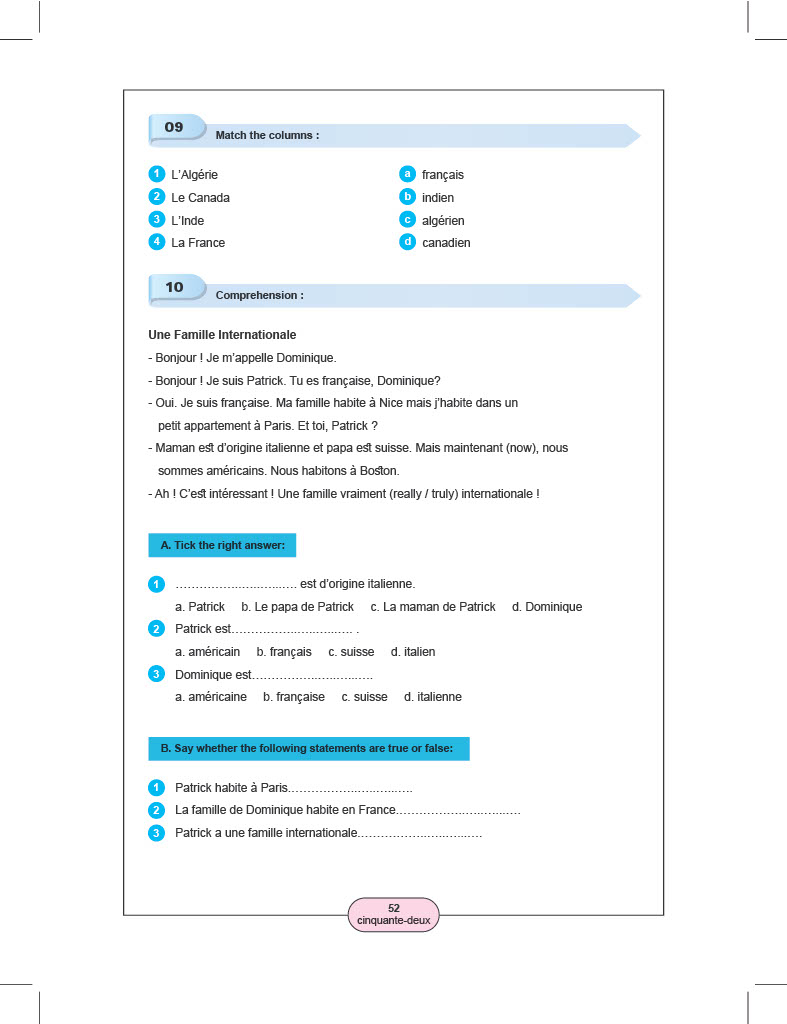 09 Match the columns :
1 L'Algérie a français
2 Le Canada b indien
3 L'Inde c algérien
4 La France d canadien
10 Comprehension :
Une Famille Internationale
- Bonjour ! Je m'appelle Dominique.
- Bonjour ! Je suis Patrick. Tu es française, Dominique?
- Oui. Je suis française. Ma famille habite à Nice mais j'habite dans un
petit appartement à Paris. Et toi, Patrick ?
- Maman est d'origine italienne et papa est suisse. Mais maintenant (now), nous
sommes américains. Nous habitons à Boston.
- Ah ! C'est intéressant ! Une famille vraiment (really / truly) internationale !
A. Tick the right answer:
1 ……………..…..…...…. est d'origine italienne.
a. Patrick b. Le papa de Patrick c. La maman de Patrick d. Dominique
2 Patrick est……………..…..…...…. .
a. américain b. français c. suisse d. italien
3 Dominique est……………..…..…...….
a. américaine b. française c. suisse d. italienne
B. Say whether the following statements are true or false:
1 Patrick habite à Paris……………..…..…...….
2 La famille de Dominique habite en France……………..…..…...….
3 Patrick a une famille internationale……………..…..…...….
52
cinquante-deux